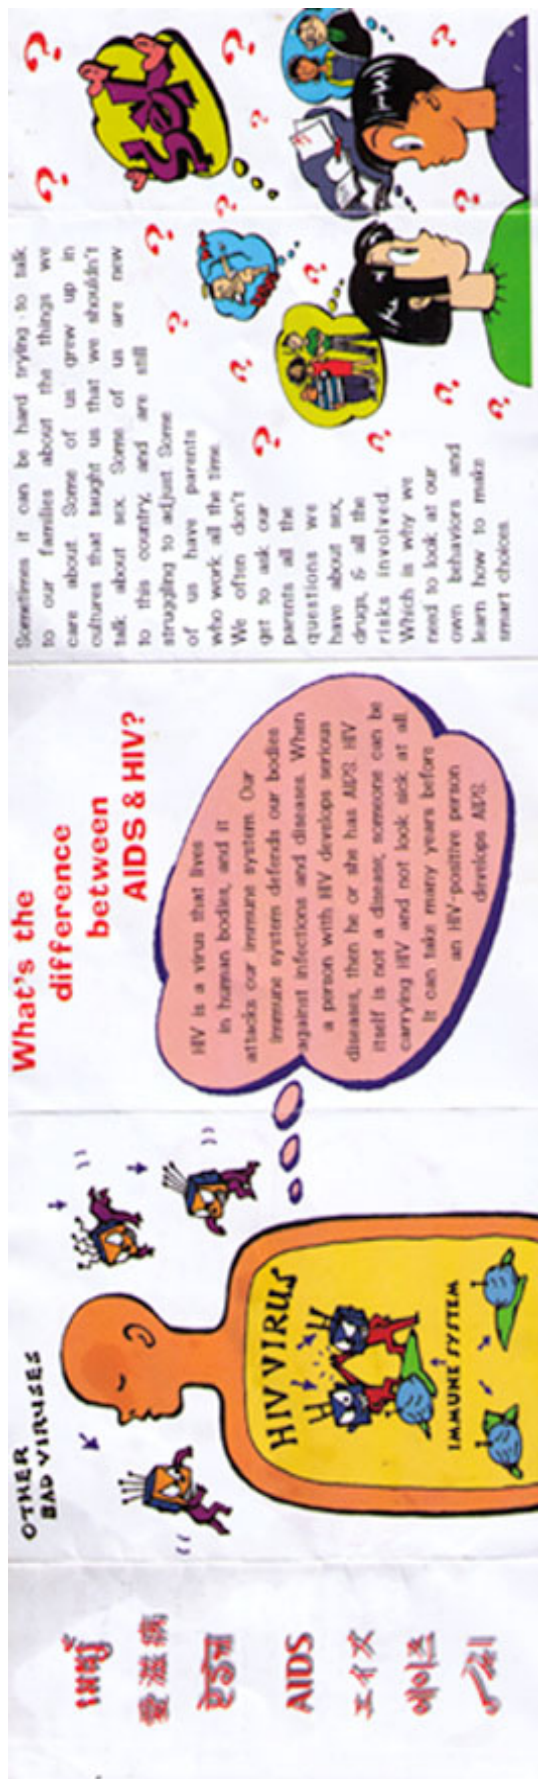 愛滋病
AIDS
エイズ
에이즈
OTHER
BAD VIRUSES
HIV VIRUS
IMMUNE SYSTEM
What's the
difference
between
AIDS & HIV?
HIV is a virus that lives
in human bodies, and it
attacks our immune system. Our
immune system defends our bodies
against infections and diseases. When
a person with HIV develops serious
diseases, then he or she has AIDS. HIV
itself is not a disease; someone can be
carrying HIV and not look sick at all.
It can take many years before
an HIV-positive person
develops AIDS.
Sometimes it can be hard trying to talk
to our families about the things we
care about. Some of us grew up in
cultures that taught us that we shouldn't
talk about sex. Some of us are new
to this country, and are still
struggling to adjust. Some
of us have parents
who work all the time.
We often don't
get to ask our
parents all the
questions we
have about sex,
drugs, & all the
risks involved.
Which is why we
need to look at our
own behaviors and
learn how to make
smart choices.